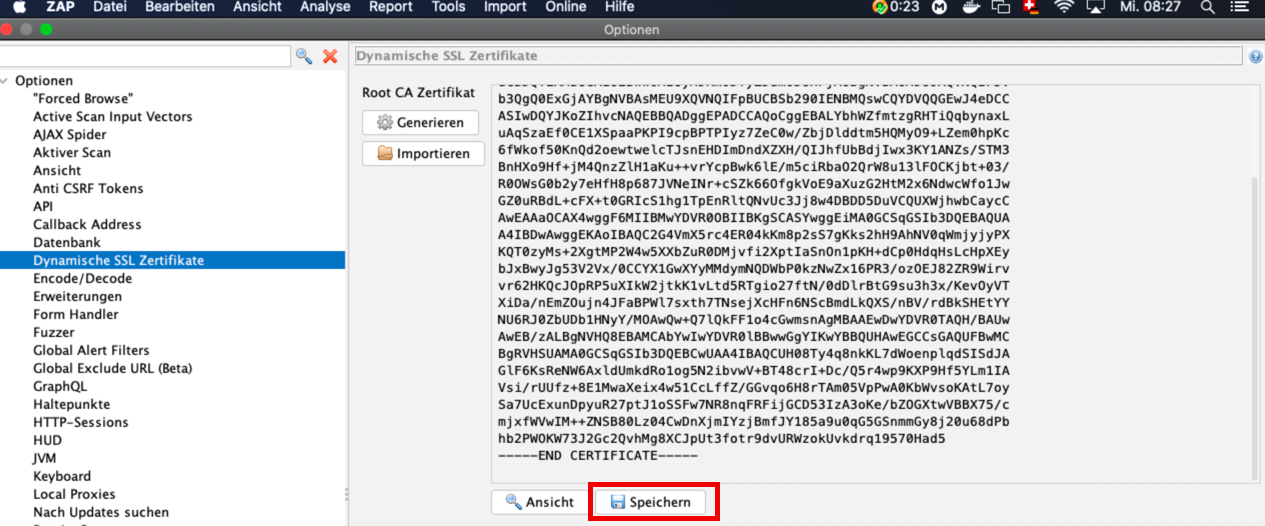 ZAP Datei Bearbeiten Ansicht Analyse Report Tools Import Online Hilfe 0:23 Mi. 08:27
Optionen
Dynamische SSL Zertifikate
Optionen
"Forced Browse"
Active Scan Input Vectors
AJAX Spider
Aktiver Scan
Ansicht
Anti CSRF Tokens
API
Callback Address
Datenbank
Dynamische SSL Zertifikate
Encode/Decode
Erweiterungen
Form Handler
Fuzzer
Global Alert Filters
Global Exclude URL (Beta)
GraphQL
Haltepunkte
HTTP-Sessions
HUD
JVM
Keyboard
Local Proxies
Nach Updates suchen
Root CA Zertifikat
Generieren
Importieren
b3QgQ0ExGjAYBgNVBAsMEU9XQVNQIFpBUCBSb290IENBMQswCQYDVQQGEwJ4eDCC
ASIwDQYJKoZIhvcNAQEBBQADggEPADCCAQoCggEBALYbhWZfmtzgRHTiQqbynaxL
uAqSzaEf0CE1XSpaaPKPI9cpBPTPIyz7ZeC0w/ZbjDlddtm5HQMyO9+LZem0hpKc
6fWkof50KnQd2oewtwelcTJsnEHDImDndXZXH/QIJhfUbBdjIwx3KY1ANZs/STM3
BnHXo9Hf+jM4QnzZlH1aKu++vrYcpBwk6lE/m5ciRbaO2QrW8u13lFOCKjbt+03/
R0OWsG0b2y7eHfH8p687JVNeINr+cSZk66OfgkVoE9aXuzG2HtM2x6NdwcWfo1Jw
GZ0uRBdL+cFX+t0GRIcS1hg1TpEnRltQNvUc3Jj8w4DBDD5DuVCQUXWjhwbCaycC
AwEAAaOCAX4wggF6MIIBMwYDVR0OBIIBKgSCASYwggEiMA0GCSqGSIb3DQEBAQUA
A4IBDwAwggEKAoIBAQC2G4VmX5rc4ER04kKm8p2sS7gKks2hH9AhNV0qWmjyjyPX
KQT0zyMs+2XgtMP2W4w5XXbZuR0DMjvfi2XptIaSnOn1pKH+dCp0HdqHsLcHpXEy
bJxBwyJg53V2Vx/0CCYX1GwXYyMMdymNQDWbP0kzNwZx16PR3/ozOEJ82ZR9Wirv
vr62HKQcJOpRP5uXIkW2jtkK1vLtd5RTgio27ftN/0dDlrBtG9su3h3x/KevOyVT
XiDa/nEmZOujn4JFaBPWl7sxth7TNsejXcHFn6NScBmdLkQXS/nBV/rdBkSHEtYY
NU6RJ0ZbUDb1HNyY/MOAwQw+Q7lQkFF1o4cGwmsnAgMBAAEwDwYDVR0TAQH/BAUw
AwEB/zALBgNVHQ8EBAMCAbYwIwYDVR0lBBwwGgYIKwYBBQUHAwEGCCsGAQUFBwMC
BgRVHSUAMA0GCSqGSIb3DQEBCwUAA4IBAQCUH08Ty4q8nkKL7dWoenplqdSISdJA
GlF6KsReNW6AxldUmkdRo1og5N2ibvwV+BT48crI+Dc/Q5r4wp9KXP9Hf5YLm1IA
Vsi/rUUfz+8E1MwaXeix4w51CcLffZ/GGvqo6H8rTAm05VpPwA0KbWvsoKAtL7oy
Sa7UcExunDpyuR27ptJ1oSSFw7NR8nqFRFijGCD53IzA3oKe/bZOGXtwVBBX75/c
mjxfWVwIM++ZNSB80Lz04CwDnXjmIYzjBmfJY185a9u0qG5GSnmmGy8j20u68dPb
hb2PWOKW73J2Gc2QvhMg8XCJpUt3fotr9dvURWzokUvkdrq19570Had5
-----END CERTIFICATE-----
Ansicht
Speichern